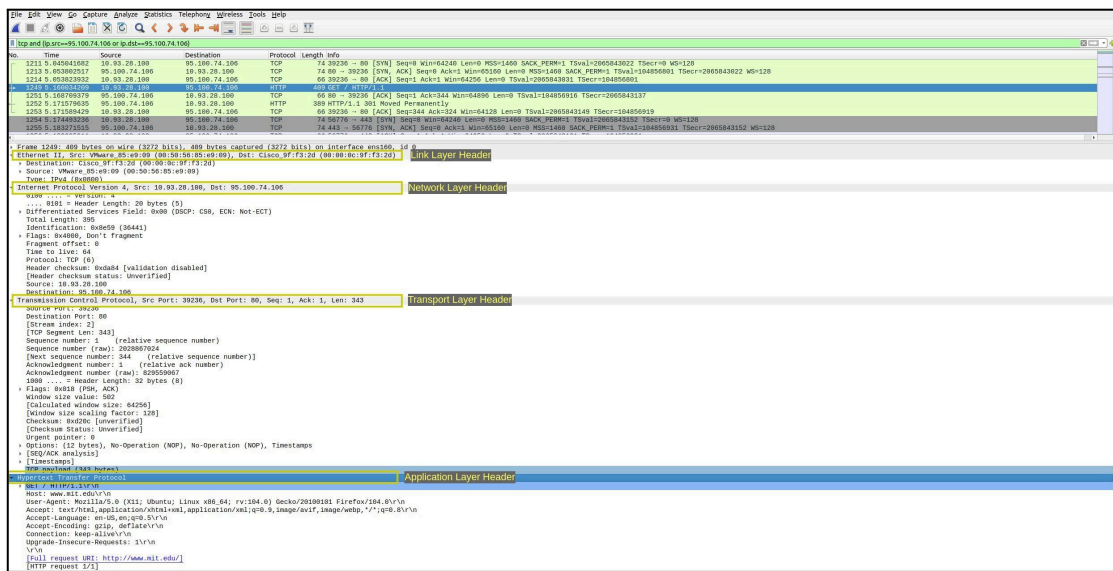 File Edit View Go Capture Analyze Statistics Telephony Wireless Tools Help
tcp and (ip.src==95.100.74.106 or ip.dst==95.100.74.106)
No. Time Source Destination Protocol Length Info
1211 5.045041682 10.93.28.100 95.100.74.106 TCP 74 39236 → 80 [SYN] Seq=0 Win=64240 Len=0 MSS=1460 SACK_PERM=1 TSval=2065843022 TSecr=0 WS=128
1213 5.053802517 95.100.74.106 10.93.28.100 TCP 74 80 → 39236 [SYN, ACK] Seq=0 Ack=1 Win=65160 Len=0 MSS=1460 SACK_PERM=1 TSval=104856801 TSecr=2065843022 WS=128
1214 5.053823932 10.93.28.100 95.100.74.106 TCP 66 39236 → 80 [ACK] Seq=1 Ack=1 Win=64256 Len=0 TSval=2065843031 TSecr=104856801
1249 5.160034209 10.93.28.100 95.100.74.106 HTTP 409 GET / HTTP/1.1
1251 5.168709379 95.100.74.106 10.93.28.100 TCP 66 80 → 39236 [ACK] Seq=1 Ack=344 Win=64896 Len=0 TSval=104856916 TSecr=2065843137
1252 5.171579635 95.100.74.106 10.93.28.100 HTTP 389 HTTP/1.1 301 Moved Permanently
1253 5.171589429 10.93.28.100 95.100.74.106 TCP 66 39236 → 80 [ACK] Seq=344 Ack=324 Win=64128 Len=0 TSval=2065843149 TSecr=104856919
1254 5.174493236 10.93.28.100 95.100.74.106 TCP 74 56776 → 443 [SYN] Seq=0 Win=64240 Len=0 MSS=1460 SACK_PERM=1 TSval=2065843152 TSecr=0 WS=128
1255 5.183271515 95.100.74.106 10.93.28.100 TCP 74 443 → 56776 [SYN, ACK] Seq=0 Ack=1 Win=65160 Len=0 MSS=1460 SACK_PERM=1 TSval=104856931 TSecr=2065843152 WS=128
Frame 1249: 409 bytes on wire (3272 bits), 409 bytes captured (3272 bits) on interface ens160, id 0
Ethernet II, Src: VMware_85:e9:09 (00:50:56:85:e9:09), Dst: Cisco_9f:f3:2d (00:00:0c:9f:f3:2d) Link Layer Header
Destination: Cisco_9f:f3:2d (00:00:0c:9f:f3:2d)
Source: VMware_85:e9:09 (00:50:56:85:e9:09)
Type: IPv4 (0x0800)
Internet Protocol Version 4, Src: 10.93.28.100, Dst: 95.100.74.106 Network Layer Header
0100 .... = Version: 4
.... 0101 = Header Length: 20 bytes (5)
Differentiated Services Field: 0x00 (DSCP: CS0, ECN: Not-ECT)
Total Length: 395
Identification: 0x8e59 (36441)
Flags: 0x4000, Don't fragment
Fragment offset: 0
Time to live: 64
Protocol: TCP (6)
Header checksum: 0xda84 [validation disabled]
[Header checksum status: Unverified]
Source: 10.93.28.100
Destination: 95.100.74.106
Transmission Control Protocol, Src Port: 39236, Dst Port: 80, Seq: 1, Ack: 1, Len: 343 Transport Layer Header
Source Port: 39236
Destination Port: 80
[Stream index: 2]
[TCP Segment Len: 343]
Sequence number: 1 (relative sequence number)
Sequence number (raw): 2028867024
[Next sequence number: 344 (relative sequence number)]
Acknowledgment number: 1 (relative ack number)
Acknowledgment number (raw): 829559067
1000 .... = Header Length: 32 bytes (8)
Flags: 0x018 (PSH, ACK)
Window size value: 502
[Calculated window size: 64256]
[Window size scaling factor: 128]
Checksum: 0xd20c [unverified]
[Checksum Status: Unverified]
Urgent pointer: 0
Options: (12 bytes), No-Operation (NOP), No-Operation (NOP), Timestamps
[SEQ/ACK analysis]
[Timestamps]
TCP payload (343 bytes)
Hypertext Transfer Protocol Application Layer Header
GET / HTTP/1.1\r\n
Host: www.mit.edu\r\n
User-Agent: Mozilla/5.0 (X11; Ubuntu; Linux x86_64; rv:104.0) Gecko/20100101 Firefox/104.0\r\n
Accept: text/html,application/xhtml+xml,application/xml;q=0.9,image/avif,image/webp,*/*;q=0.8\r\n
Accept-Language: en-US,en;q=0.5\r\n
Accept-Encoding: gzip, deflate\r\n
Connection: keep-alive\r\n
Upgrade-Insecure-Requests: 1\r\n
\r\n
[Full request URI: http://www.mit.edu/]
[HTTP request 1/1]